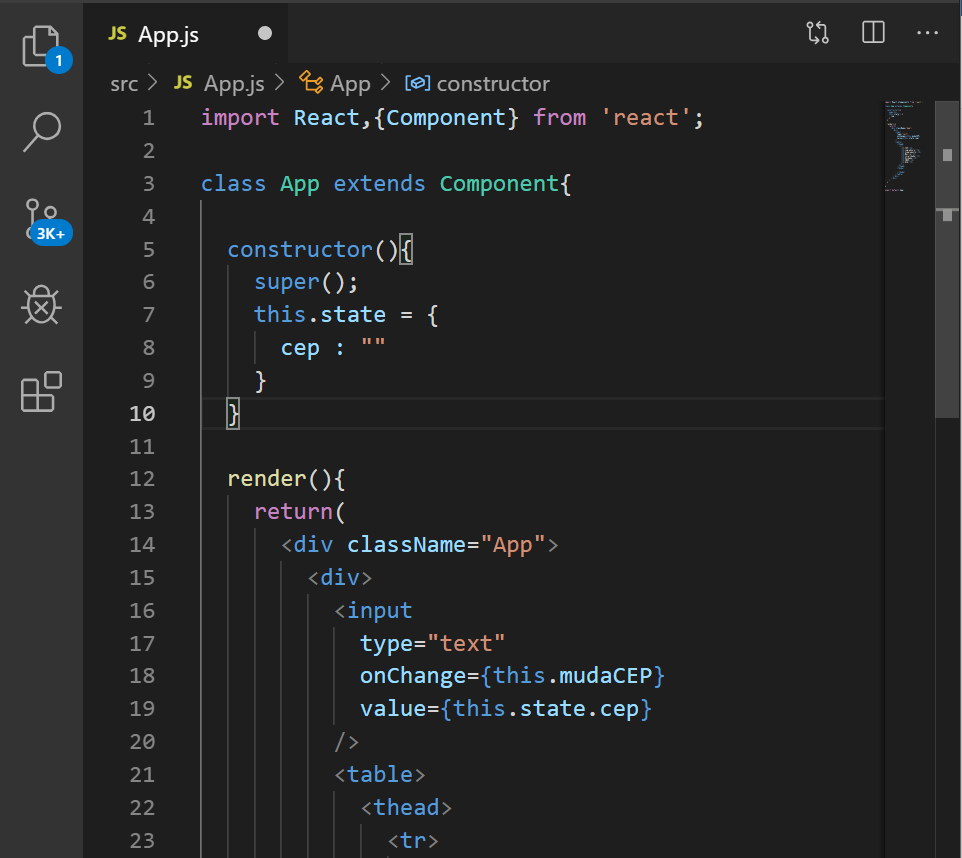 JS App.js
1
src > JS App.js > App > constructor
1 import React,{Component} from 'react';
2
3 class App extends Component{
4
5 constructor(){
6 super();
7 this.state = {
8 cep : ""
9 }
10 }
11
12 render(){
13 return(
14 <div className="App">
15 <div>
16 <input
17 type="text"
18 onChange={this.mudaCEP}
19 value={this.state.cep}
20 />
21 <table>
22 <thead>
23 <tr>
3K+